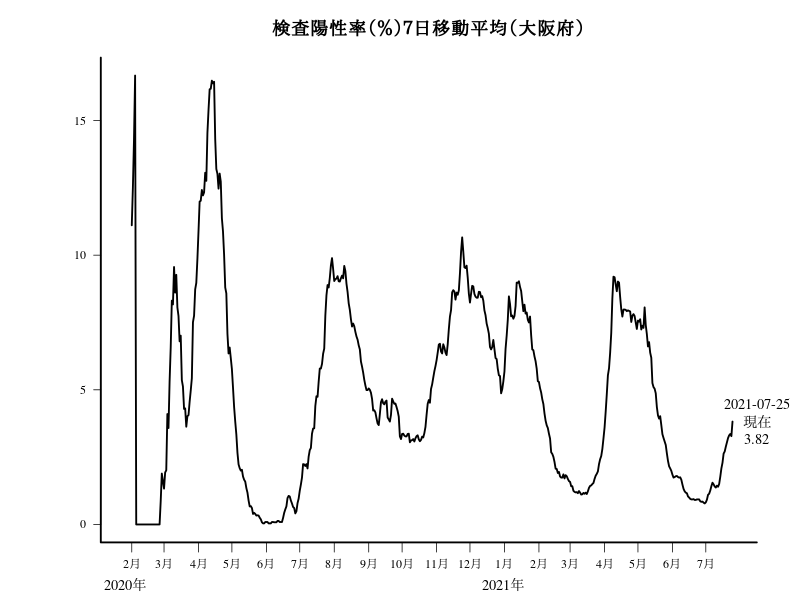 検査陽性率(%)7日移動平均(大阪府)
15
10
5
0
2021-07-25
現在
3.82
2月 3月 4月 5月 6月 7月 8月 9月 10月 11月 12月 1月 2月 3月 4月 5月 6月 7月
2020年 2021年